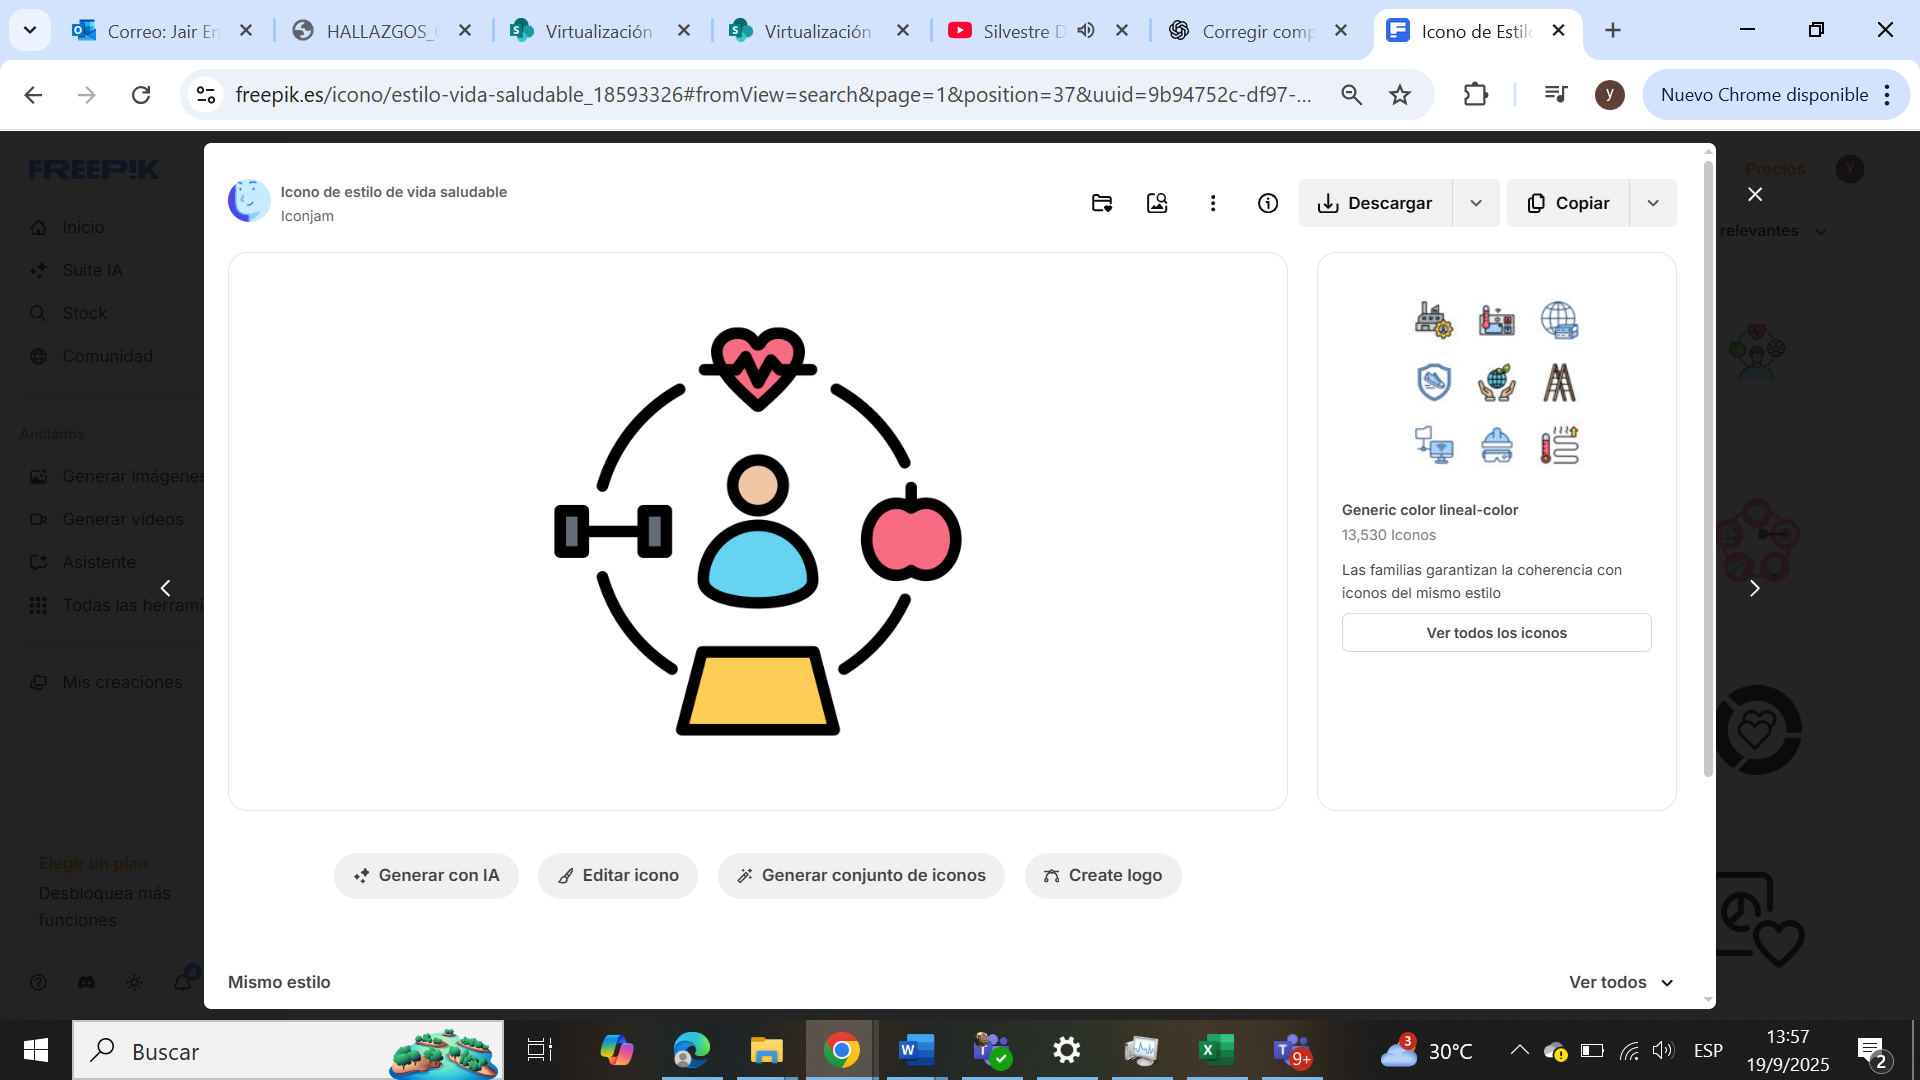 Correo: Jair En
HALLAZGOS_
Virtualización
Virtualización
Silvestre D
Corregir comp
Icono de Estilo
freepik.es/icono/estilo-vida-saludable_18593326#fromView=search&page=1&position=37&uuid=9b94752c-df97-...
y
Nuevo Chrome disponible
FREEPIK
Precios
y
Icono de estilo de vida saludable
Iconjam
Descargar
Copiar
relevantes
Inicio
Suite IA
Stock
Comunidad
Anclados
Generar imágenes
Generar vídeos
Asistente
Todas las herrami
Mis creaciones
Elegir un plan
Desbloquea más
funciones
4
Generic color lineal-color
13,530 Iconos
Las familias garantizan la coherencia con
iconos del mismo estilo
Ver todos los iconos
Generar con IA
Editar icono
Generar conjunto de iconos
Create logo
Mismo estilo
Ver todos
Buscar
9+
3
30°C
ESP
13:57
19/9/2025
2